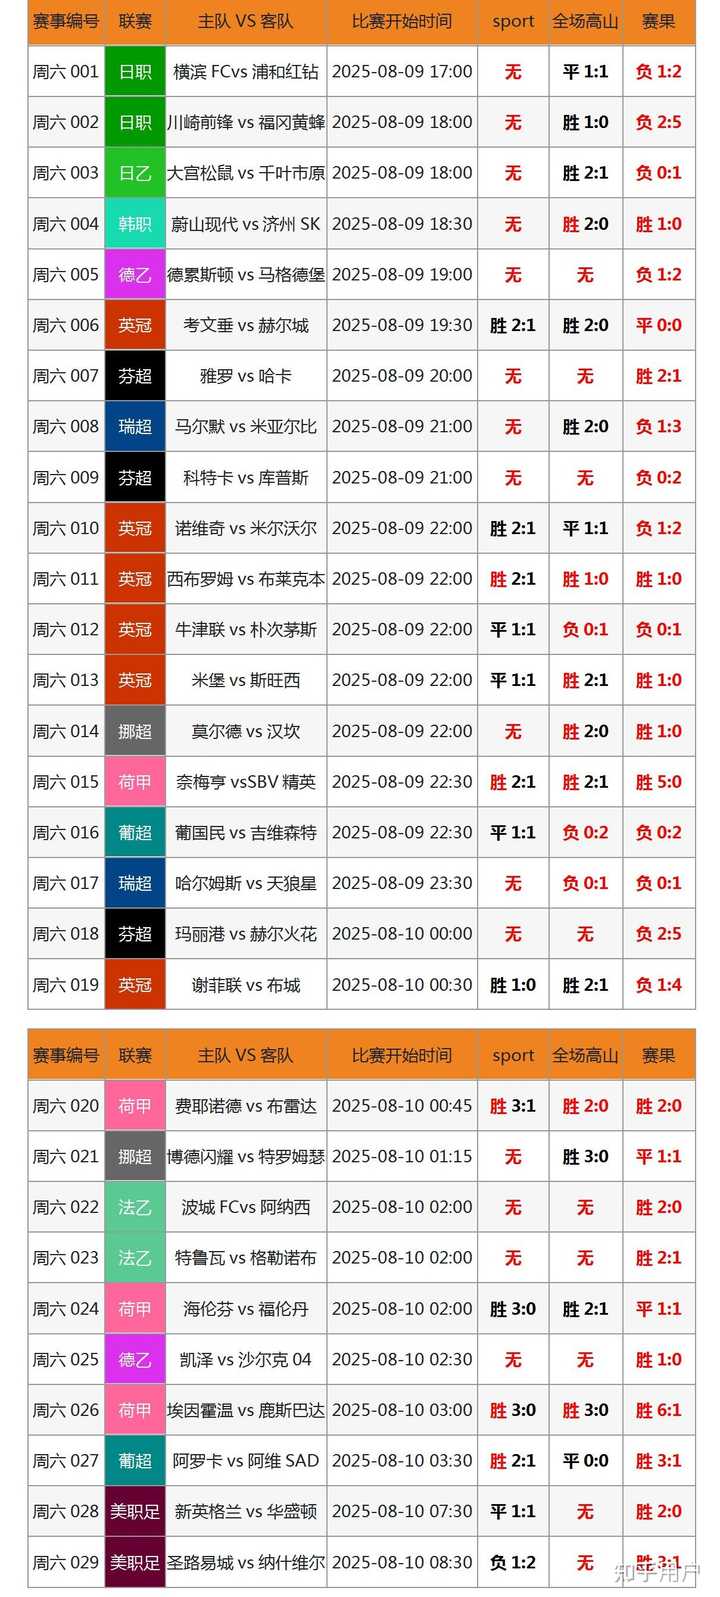 赛事编号 联赛 主队 VS 客队 比赛开始时间 sport 全场高山 赛果
周六 001 日职 横滨 FCvs 浦和红钻 2025-08-09 17:00 无 平 1:1 负 1:2
周六 002 日职 川崎前锋 vs 福冈黄蜂 2025-08-09 18:00 无 胜 1:0 负 2:5
周六 003 日乙 大宫松鼠 vs 千叶市原 2025-08-09 18:00 无 胜 2:1 负 0:1
周六 004 韩职 蔚山现代 vs 济州 SK 2025-08-09 18:30 无 胜 2:0 胜 1:0
周六 005 德乙 德累斯顿 vs 马格德堡 2025-08-09 19:00 无 无 负 1:2
周六 006 英冠 考文垂 vs 赫尔城 2025-08-09 19:30 胜 2:1 胜 2:0 平 0:0
周六 007 芬超 雅罗 vs 哈卡 2025-08-09 20:00 无 无 胜 2:1
周六 008 瑞超 马尔默 vs 米亚尔比 2025-08-09 21:00 无 胜 2:0 负 1:3
周六 009 芬超 科特卡 vs 库普斯 2025-08-09 21:00 无 无 负 0:2
周六 010 英冠 诺维奇 vs 米尔沃尔 2025-08-09 22:00 胜 2:1 平 1:1 负 1:2
周六 011 英冠 西布罗姆 vs 布莱克本 2025-08-09 22:00 胜 2:1 胜 1:0 胜 1:0
周六 012 英冠 牛津联 vs 朴次茅斯 2025-08-09 22:00 平 1:1 负 0:1 负 0:1
周六 013 英冠 米堡 vs 斯旺西 2025-08-09 22:00 平 1:1 胜 2:1 胜 1:0
周六 014 挪超 莫尔德 vs 汉坎 2025-08-09 22:00 无 胜 2:0 胜 1:0
周六 015 荷甲 奈梅亨 vsSBV 精英 2025-08-09 22:30 胜 2:1 胜 2:1 胜 5:0
周六 016 葡超 葡国民 vs 吉维森特 2025-08-09 22:30 平 1:1 负 0:2 负 0:2
周六 017 瑞超 哈尔姆斯 vs 天狼星 2025-08-09 23:30 无 负 0:1 负 0:1
周六 018 芬超 玛丽港 vs 赫尔火花 2025-08-10 00:00 无 无 负 2:5
周六 019 英冠 谢菲联 vs 布城 2025-08-10 00:30 胜 1:0 胜 2:1 负 1:4
赛事编号 联赛 主队 VS 客队 比赛开始时间 sport 全场高山 赛果
周六 020 荷甲 费耶诺德 vs 布雷达 2025-08-10 00:45 胜 3:1 胜 2:0 胜 2:0
周六 021 挪超 博德闪耀 vs 特罗姆瑟 2025-08-10 01:15 无 胜 3:0 平 1:1
周六 022 法乙 波城 FCvs 阿纳西 2025-08-10 02:00 无 无 胜 2:0
周六 023 法乙 特鲁瓦 vs 格勒诺布 2025-08-10 02:00 无 无 胜 2:1
周六 024 荷甲 海伦芬 vs 福伦丹 2025-08-10 02:00 胜 3:0 胜 2:1 平 1:1
周六 025 德乙 凯泽 vs 沙尔克 04 2025-08-10 02:30 无 无 胜 1:0
周六 026 荷甲 埃因霍温 vs 鹿斯巴达 2025-08-10 03:00 胜 3:0 胜 3:0 胜 6:1
周六 027 葡超 阿罗卡 vs 阿维 SAD 2025-08-10 03:30 胜 2:1 平 0:0 胜 3:1
周六 028 美职足 新英格兰 vs 华盛顿 2025-08-10 07:30 平 1:1 无 胜 2:0
周六 029 美职足 圣路易城 vs 纳什维尔 2025-08-10 08:30 负 1:2 无 胜 3:1
知乎用户